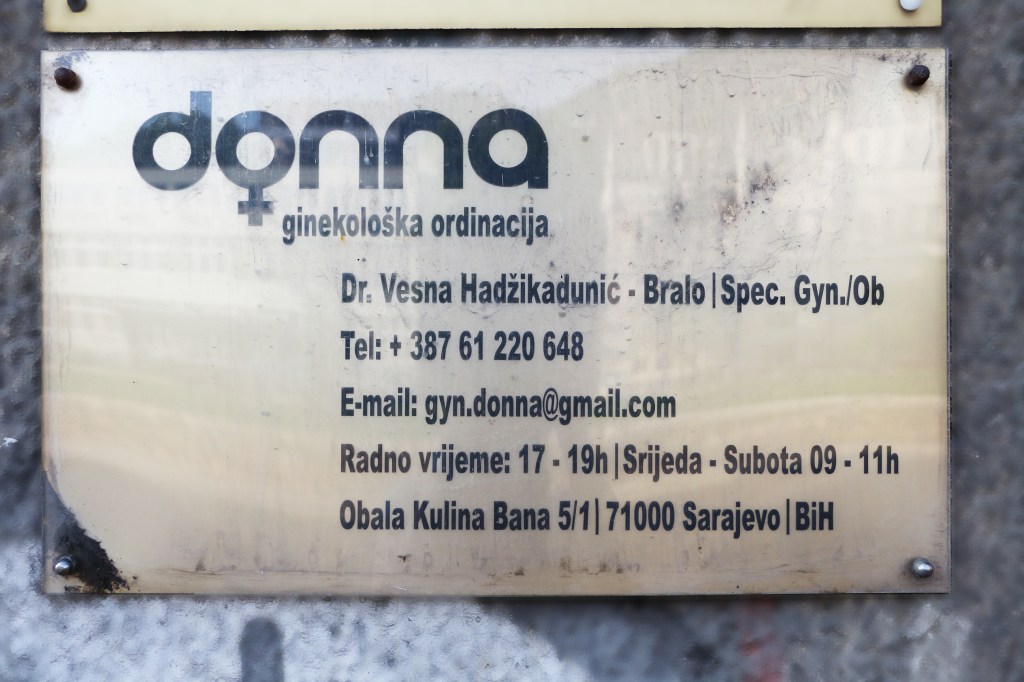 donna
ginekološka ordinacija
Dr. Vesna Hadžikadunić - Bralo|Spec. Gyn./Ob
Tel: + 387 61 220 648
E-mail: gyn.donna@gmail.com
Radno vrijeme: 17 - 19h|Srijeda - Subota 09 - 11h
Obala Kulina Bana 5/1|71000 Sarajevo|BiH